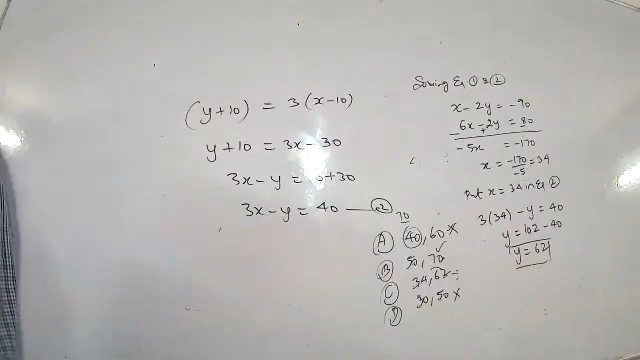 (y+10) = 3(x-10)
y+10 = 3x-30
3x-y = 10+30
3x-y = 40 — ②
70
Ⓐ 40, 60 ×
Ⓑ 50, 70 ✓
Ⓒ 34, 62
Ⓓ 30, 50 ×
Solving Eq ① & ②
x - 2y = -90
6x - 2y = 80
-5x = -170
x = -170/-5 = 34
Put x = 34 in Eq ②
3(34) - y = 40
y = 102 - 40
y = 62